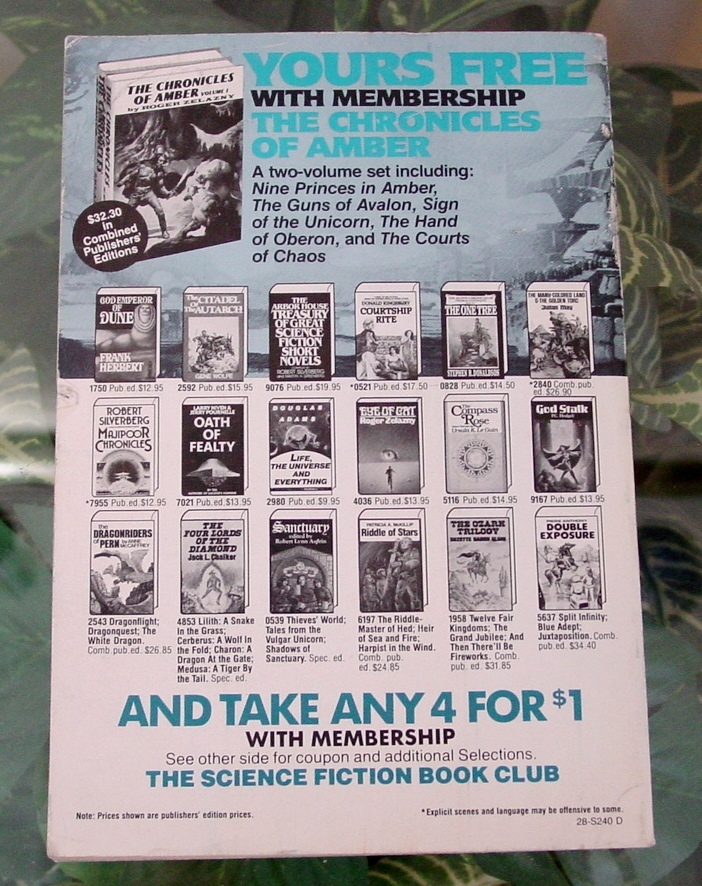 YOURS FREE
WITH MEMBERSHIP
THE CHRONICLES
OF AMBER
A two-volume set including:
Nine Princes in Amber,
The Guns of Avalon, Sign
of the Unicorn, The Hand
of Oberon, and The Courts
of Chaos
THE CHRONICLES
OF AMBER VOLUME I
by ROGER ZELAZNY
$32.30
in
Combined
Publishers'
Editions
GOD EMPEROR
OF
DUNE
FRANK
HERBERT
1750 Pub.ed.$12.95
The CITADEL
Of The AUTARCH
GENE WOLFE
2592 Pub.ed.$15.95
THE
ARBOR HOUSE
TREASURY
OF GREAT
SCIENCE
FICTION
SHORT
NOVELS
9076 Pub.ed.$19.95
DONALD KINGSBURY
COURTSHIP
RITE
*0521 Pub.ed.$17.50
THE ONE TREE
STEPHEN R. DONALDSON
0828 Pub.ed.$14.50
THE MANY-COLORED LAND
& THE GOLDEN TORC
Julian May
*2840 Comb.pub.
ed.$26.90
ROBERT
SILVERBERG
MAJIPOOR
CHRONICLES
*7955 Pub.ed.$12.95
LARRY NIVEN &
JERRY POURNELLE
OATH
OF
FEALTY
7021 Pub.ed.$13.95
DOUGLAS
ADAMS
LIFE,
THE UNIVERSE
AND
EVERYTHING
2980 Pub.ed.$9.95
EYE OF CAT
Roger Zelazny
4036 Pub.ed.$13.95
The
Compass
Rose
Ursula K. Le Guin
5116 Pub.ed.$14.95
God Stalk
P.C. Hodgell
9167 Pub.ed.$13.95
the
DRAGONRIDERS
of PERN by ANNE
McCAFFREY
2543 Dragonflight;
Dragonquest; The
White Dragon.
Comb.pub.ed.$26.85
THE
FOUR LORDS
OF THE
DIAMOND
Jack L. Chalker
4853 Lilith: A Snake
In the Grass;
Cerberus: A Wolf In
the Fold; Charon: A
Dragon At the Gate;
Medusa: A Tiger By
the Tail. Spec. ed.
Sanctuary
edited by
Robert Lynn Asprin
0539 Thieves' World;
Tales from the
Vulgar Unicorn;
Shadows of
Sanctuary. Spec. ed.
PATRICIA A. McKILLIP
Riddle of Stars
6197 The Riddle-
Master of Hed; Heir
of Sea and Fire;
Harpist in the Wind.
Comb. pub.
ed.$24.85
THE OZARK
TRILOGY
SUZETTE HADEN ELGIN
1958 Twelve Fair
Kingdoms; The
Grand Jubilee; And
Then There'll Be
Fireworks. Comb.
pub.ed.$31.85
PIERS ANTHONY
DOUBLE
EXPOSURE
5637 Split Infinity;
Blue Adept;
Juxtaposition. Comb.
pub.ed.$34.40
AND TAKE ANY 4 FOR $1
WITH MEMBERSHIP
See other side for coupon and additional Selections.
THE SCIENCE FICTION BOOK CLUB
Note: Prices shown are publishers' edition prices.
*Explicit scenes and language may be offensive to some.
28-S240 D